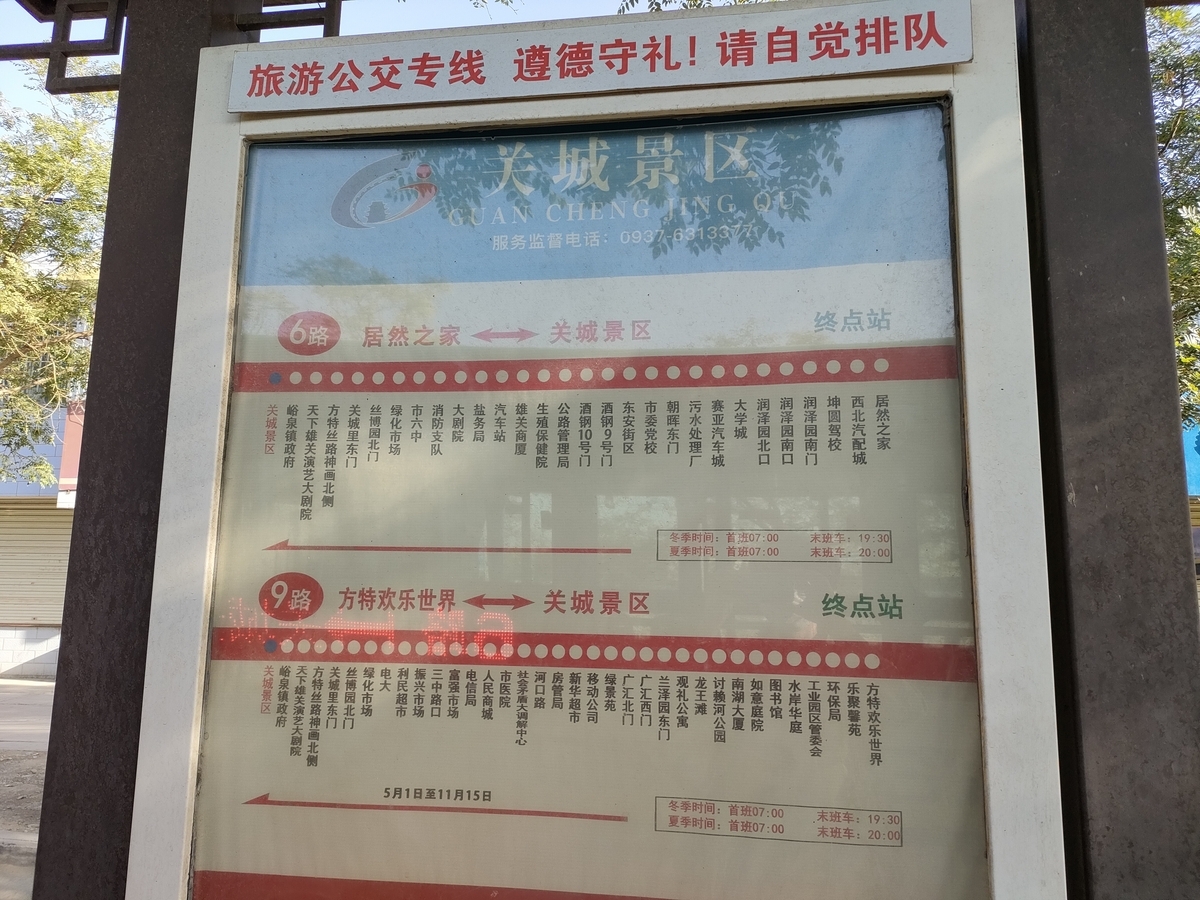 旅游公交专线 遵德守礼！请自觉排队
关城景区
GUAN CHENG JING QU
服务监督电话：0937-6313377
6路 居然之家 关城景区 终点站
关城景区
峪泉镇政府
天下雄关演艺大剧院
方特丝路神画北侧
关城里东门
丝博园北门
绿化市场
市六中
消防支队
大剧院
盐务局
汽车站
雄关商厦
生殖保健院
公路管理局
酒钢10号门
酒钢9号门
东安街区
市委党校
朝晖东门
污水处理厂
赛亚汽车城
大学城
润泽园北口
润泽园南口
润泽园南门
坤圆驾校
西北汽配城
居然之家
冬季时间：首班07:00 末班车：19:30
夏季时间：首班07:00 末班车：20:00
9路 方特欢乐世界 关城景区 终点站
关城景区
峪泉镇政府
天下雄关演艺大剧院
方特丝路神画北侧
关城里东门
丝博园北门
绿化市场
电大
利民超市
振兴市场
三中路口
富强市场
电信局
人民商城
市医院
社会矛盾大调解中心
河口路
房管局
新华超市
移动公司
绿景苑
广汇北门
广汇西门
兰泽园东门
观礼公寓
龙王滩
讨赖河公园
南湖大厦
如意庭院
图书馆
水岸华庭
工业园区管委会
环保局
乐聚馨苑
方特欢乐世界
5月1日至11月15日
冬季时间：首班07:00 末班车：19:30
夏季时间：首班07:00 末班车：20:00